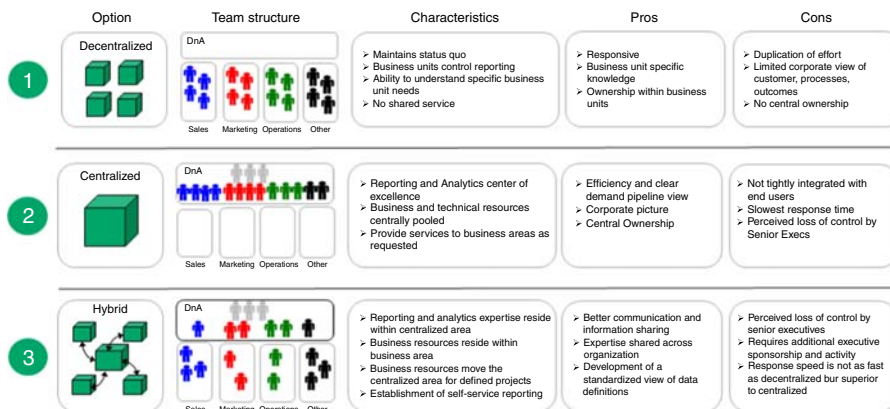 Option
Team structure
Characteristics
Pros
Cons
1
Decentralized
DnA
Sales
Marketing
Operations
Other
➢ Maintains status quo
➢ Business units control reporting
➢ Ability to understand specific business
unit needs
➢ No shared service
➢ Responsive
➢ Business unit specific
knowledge
➢ Ownership within business
units
➢ Duplication of effort
➢ Limited corporate view of
customer, processes,
outcomes
➢ No central ownership
2
Centralized
DnA
Sales
Marketing
Operations
Other
➢ Reporting and Analytics center of
excellence
➢ Business and technical resources
centrally pooled
➢ Provide services to business areas as
requested
➢ Efficiency and clear
demand pipeline view
➢ Corporate picture
➢ Central Ownership
➢ Not tightly integrated with
end users
➢ Slowest response time
➢ Perceived loss of control by
Senior Execs
3
Hybrid
DnA
Sales
Marketing
Operations
Other
➢ Reporting and analytics expertise reside
within centralized area
➢ Business resources reside within
business area
➢ Business resources move the
centralized area for defined projects
➢ Establishment of self-service reporting
➢ Better communication and
information sharing
➢ Expertise shared across
organization
➢ Development of a
standardized view of data
definitions
➢ Perceived loss of control by
senior executives
➢ Requires additional executive
sponsorship and activity
➢ Response speed is not as fast
as decentralized bur superior
to centralized